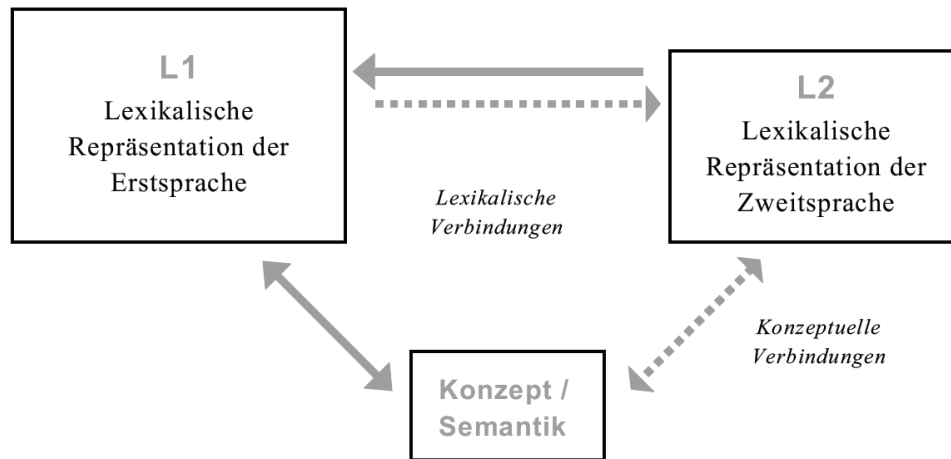 L1
Lexikalische
Repräsentation der
Erstsprache
L2
Lexikalische
Repräsentation der
Zweitsprache
Lexikalische
Verbindungen
Konzeptuelle
Verbindungen
Konzept /
Semantik